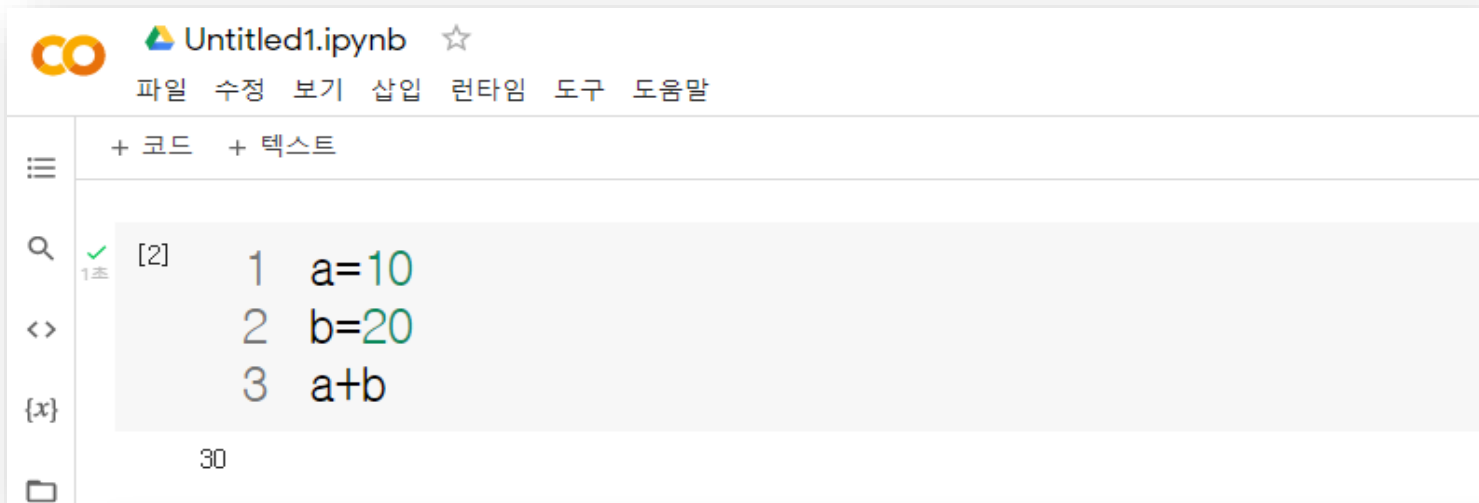 Untitled1.ipynb
파일 수정 보기 삽입 런타임 도구 도움말
+ 코드 + 텍스트
[2] 1 a=10
1초
2 b=20
3 a+b
{x}
30